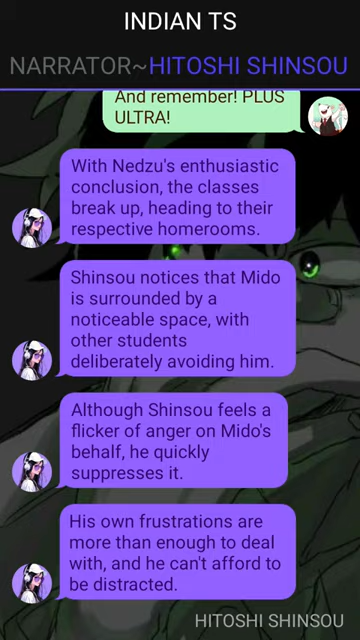 INDIAN TS
NARRATOR~HITOSHI SHINSOU
And remember! PLUS
ULTRA!
With Nedzu's enthusiastic
conclusion, the classes
break up, heading to their
respective homerooms.
Shinsou notices that Mido
is surrounded by a
noticeable space, with
other students
deliberately avoiding him.
Although Shinsou feels a
flicker of anger on Mido's
behalf, he quickly
suppresses it.
His own frustrations are
more than enough to deal
with, and he can't afford to
be distracted.
HITOSHI SHINSOU